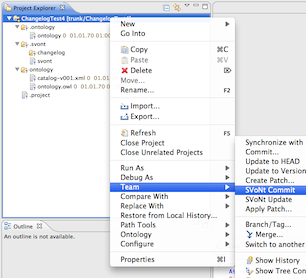 Project Explorer
ChangelogTest4 [trunk/Changelog
.ontology
ontology 0 01.01.70 01:00
.svont
changelog
svont
ontology
catalog-v001.xml 0 01.01.70
ontology.owl 0 01.01.70
.project
Outline
An outline is not available.
New
Go Into
Copy ⌘C
Paste ⌘V
Delete
Move...
Rename... F2
Import...
Export...
Refresh F5
Close Project
Close Unrelated Projects
Run As
Debug As
Team
Compare With
Replace With
Restore from Local History...
Path Tools
Ontology
Configure
Properties ⌘I
Synchronize with
Commit...
Update to HEAD
Update to Version
Create Patch...
SVoNt Commit
SVoNt Update
Apply Patch...
Branch/Tag...
Merge...
Switch to another
Show History
Show Tree Con